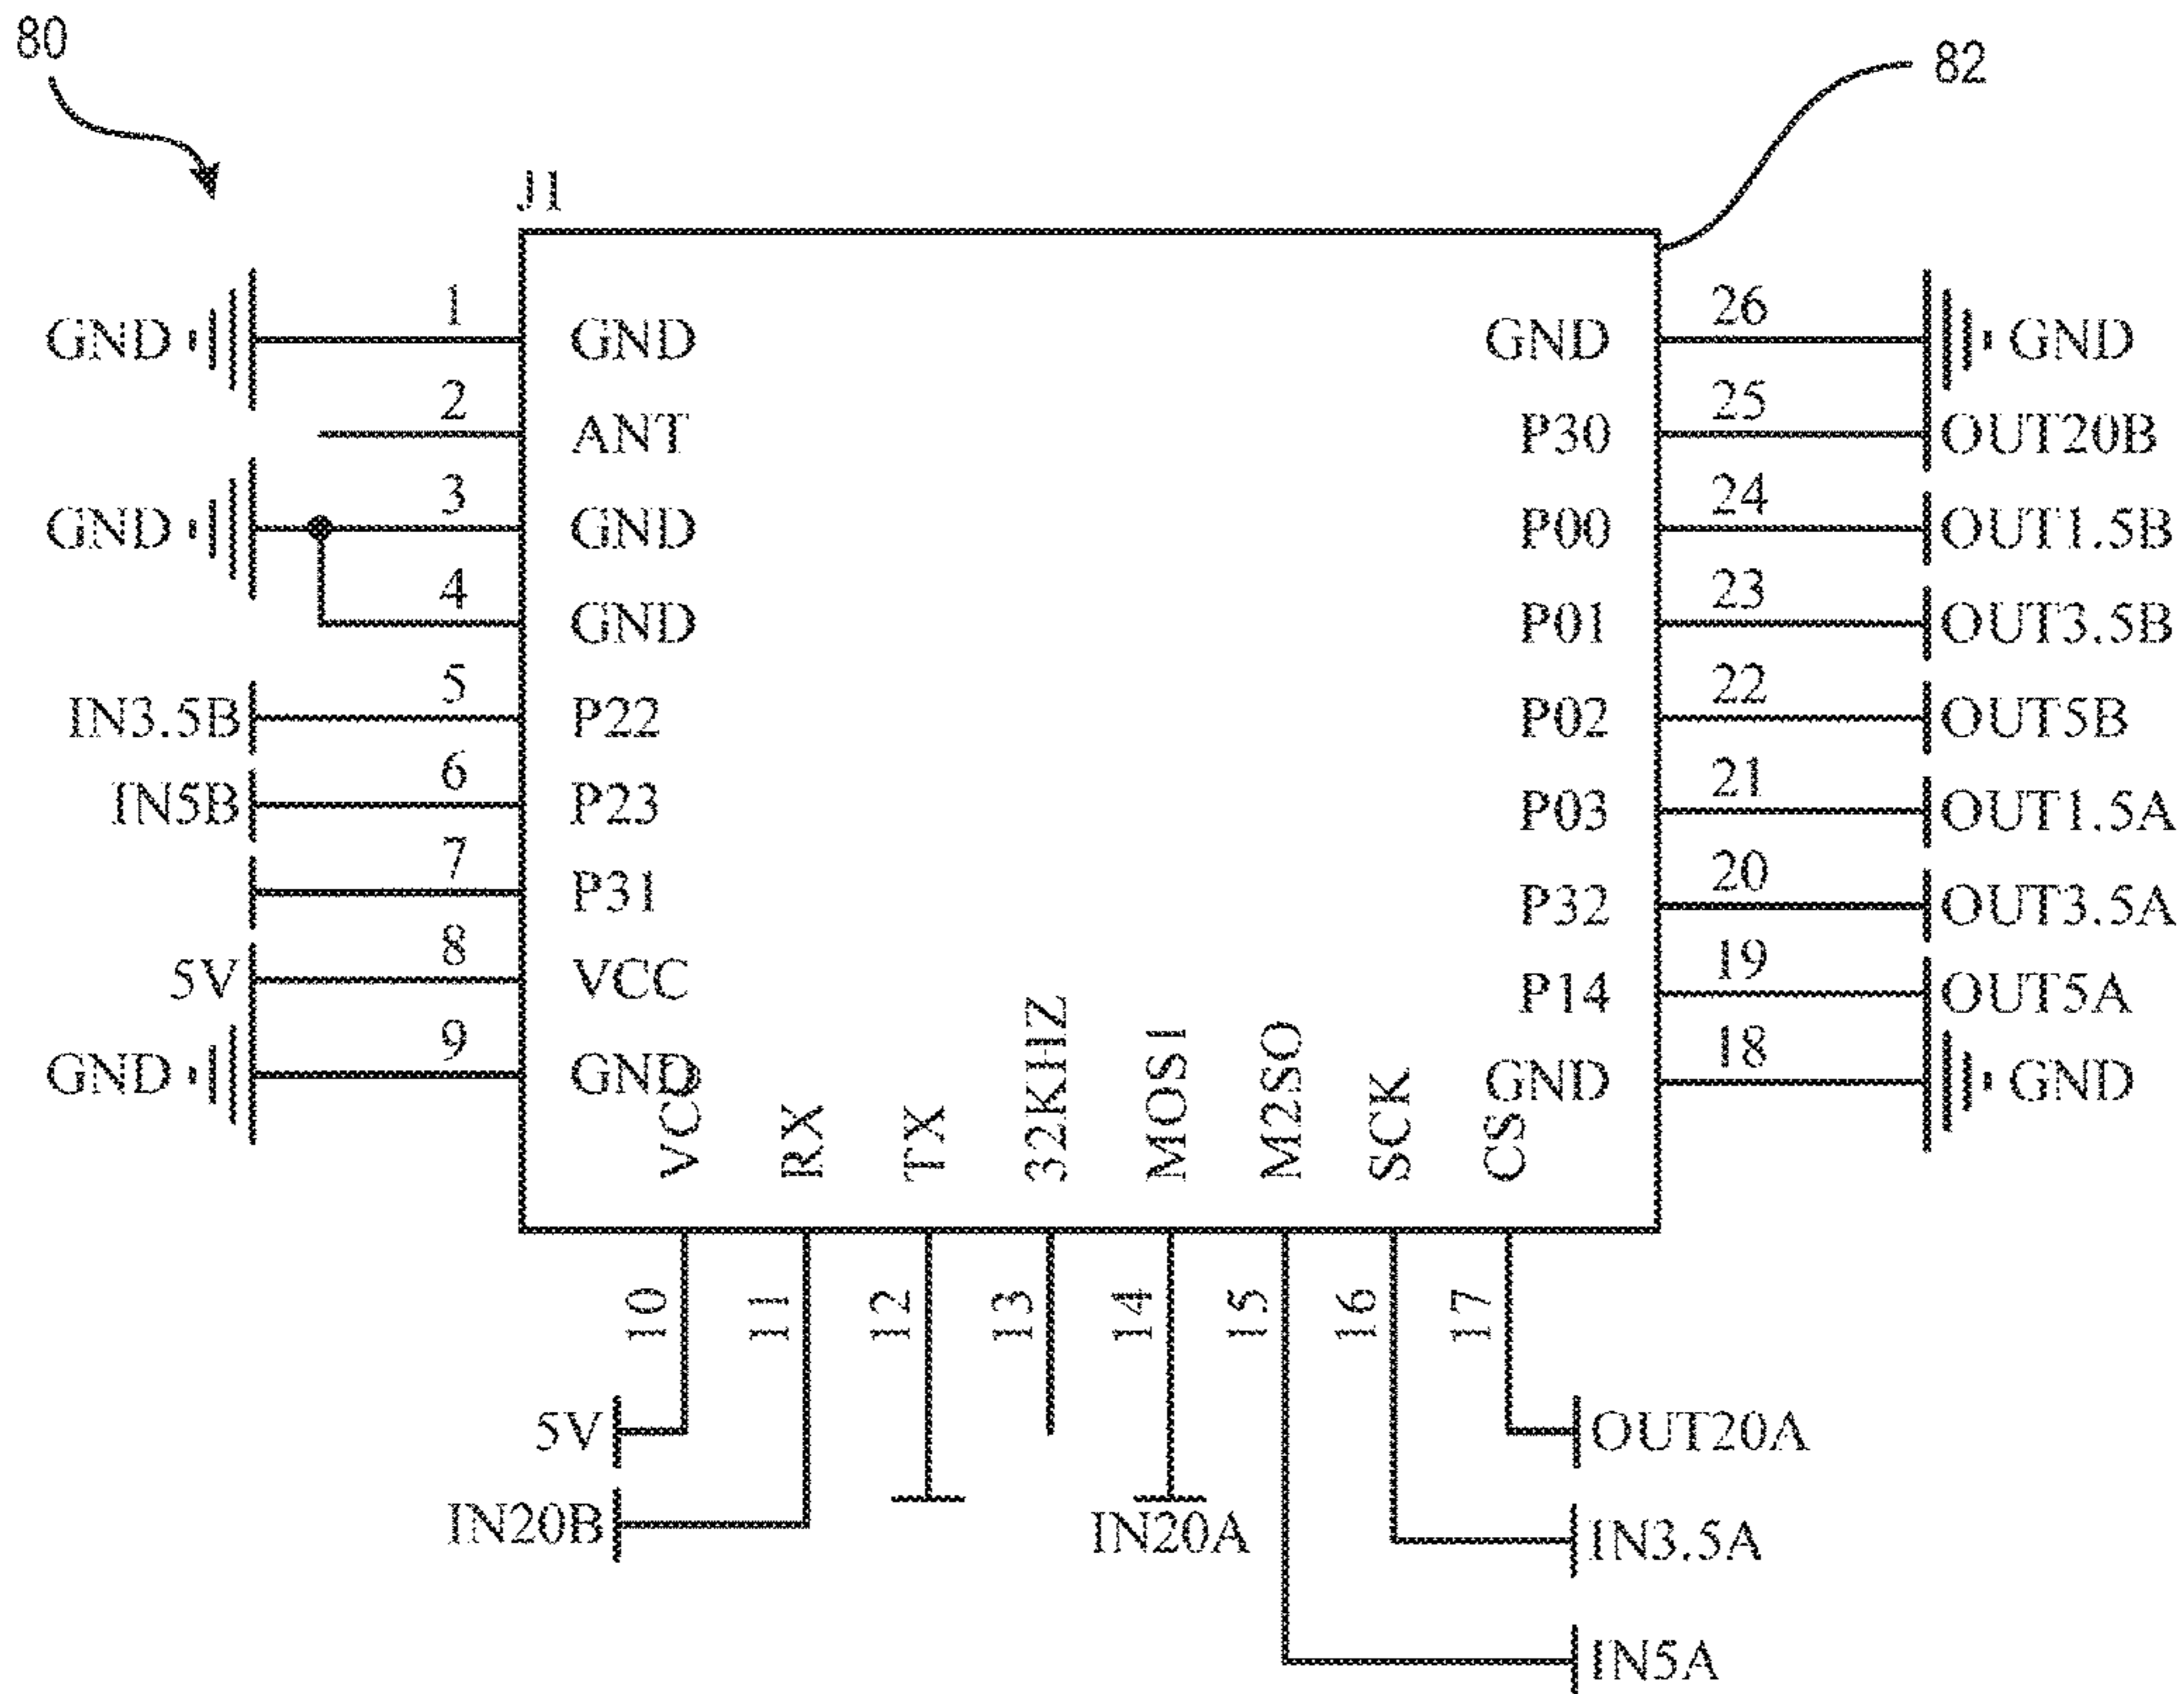 80
82
J1
GND 1 GND
GND 26 GND
2 ANT
P30 25 OUT20B
GND 3 GND
P00 24 OUT1.5B
4 GND
P01 23 OUT3.5B
IN3.5B 5 P22
P02 22 OUT5B
IN5B 6 P23
P03 21 OUT1.5A
7 P31
P32 20 OUT3.5A
5V 8 VCC
P14 19 OUT5A
GND 9 GND
GND 18 GND
VCC RX TX 32KHZ MOSI M2SO SCK CS
10 11 12 13 14 15 16 17
5V
OUT20A
IN20B
IN20A
IN3.5A
IN5A